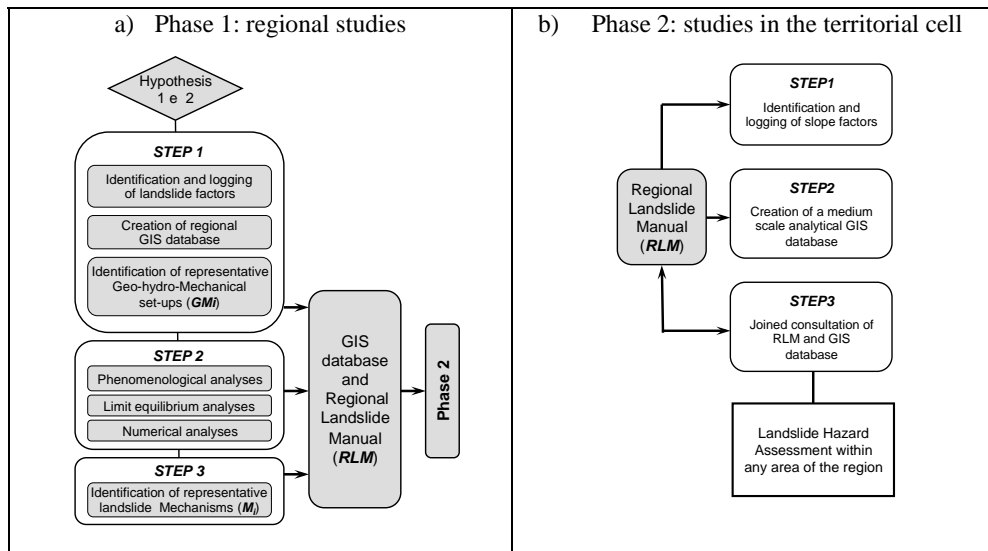 a) Phase 1: regional studies
Hypothesis
1 e 2
STEP 1
Identification and logging
of landslide factors
Creation of regional
GIS database
Identification of representative
Geo-hydro-Mechanical
set-ups (GMi)
STEP 2
Phenomenological analyses
Limit equilibrium analyses
Numerical analyses
STEP 3
Identification of representative
landslide Mechanisms (Mi)
GIS
database
and
Regional
Landslide
Manual
(RLM)
Phase 2
b) Phase 2: studies in the territorial cell
STEP1
Identification and
logging of slope factors
Regional
Landslide
Manual
(RLM)
STEP2
Creation of a medium
scale analytical GIS
database
STEP3
Joined consultation of
RLM and GIS
database
Landslide Hazard
Assessment within
any area of the region